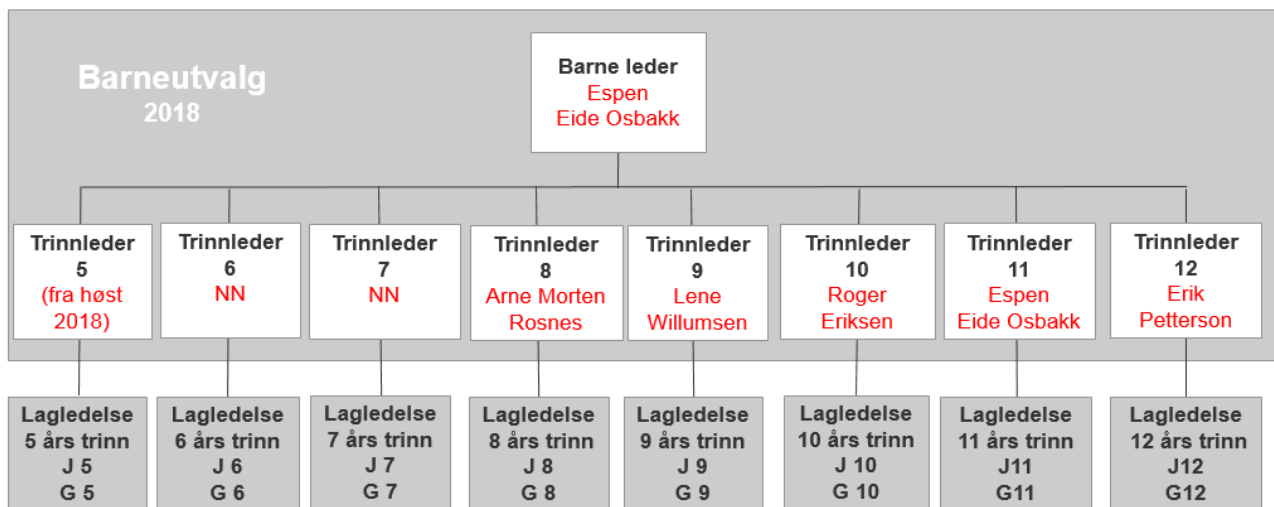 Barneutvalg
2018
Barne leder
Espen
Eide Osbakk
Trinnleder
5
(fra høst
2018)
Trinnleder
6
NN
Trinnleder
7
NN
Trinnleder
8
Arne Morten
Rosnes
Trinnleder
9
Lene
Willumsen
Trinnleder
10
Roger
Eriksen
Trinnleder
11
Espen
Eide Osbakk
Trinnleder
12
Erik
Petterson
Lagledelse
5 års trinn
J 5
G 5
Lagledelse
6 års trinn
J 6
G 6
Lagledelse
7 års trinn
J 7
G 7
Lagledelse
8 års trinn
J 8
G 8
Lagledelse
9 års trinn
J 9
G 9
Lagledelse
10 års trinn
J 10
G 10
Lagledelse
11 års trinn
J11
G11
Lagledelse
12 års trinn
J12
G12